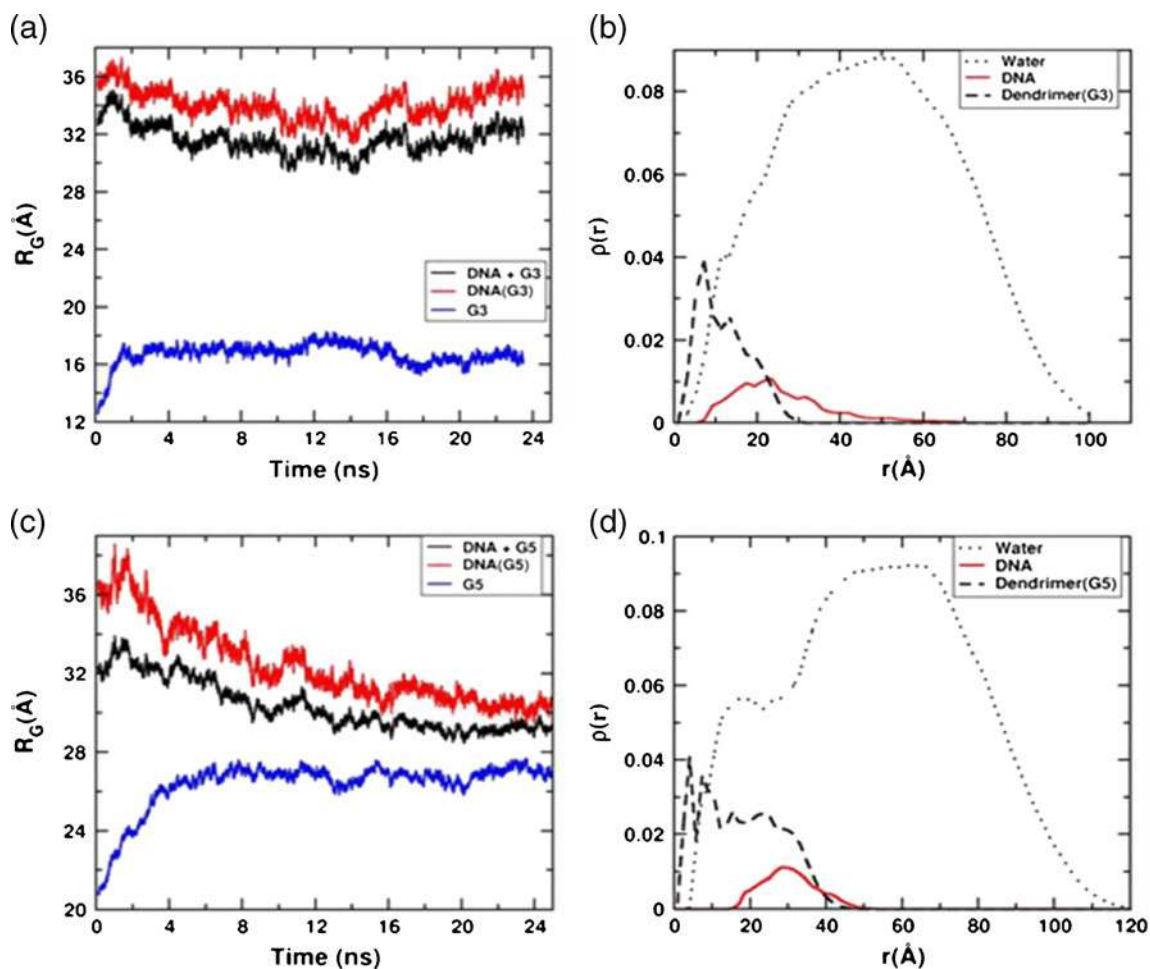 (a)
36
32
28
24
18
16
12
R_G(Å)
0 4 8 12 16 20 24
Time (ns)
DNA + G3
DNA(G3)
G3
(b)
0.08
0.06
0.04
0.02
0
ρ(r)
0 20 40 60 80 100
r(Å)
Water
DNA
Dendrimer(G3)
(c)
36
32
28
24
20
R_G(Å)
0 4 8 12 16 20 24
Time (ns)
DNA + G5
DNA(G5)
G5
(d)
0.1
0.08
0.06
0.04
0.02
0
ρ(r)
0 20 40 60 80 100 120
r(Å)
Water
DNA
Dendrimer(G5)